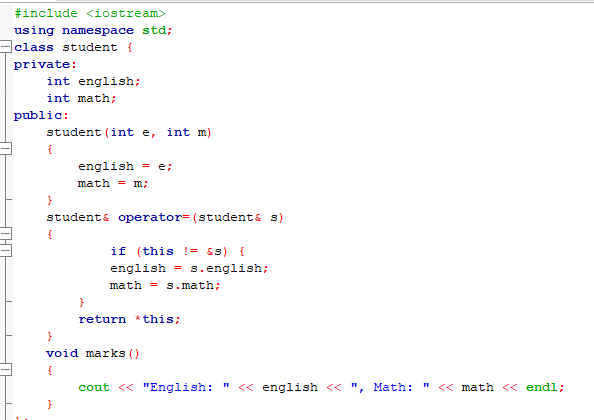 #include <iostream>
using namespace std;
class student {
private:
    int english;
    int math;
public:
    student(int e, int m)
    {
        english = e;
        math = m;
    }
    student& operator=(student& s)
    {
            if (this != &s) {
            english = s.english;
            math = s.math;
        }
        return *this;
    }
    void marks()
    {
        cout << "English: " << english << ", Math: " << math << endl;
    }